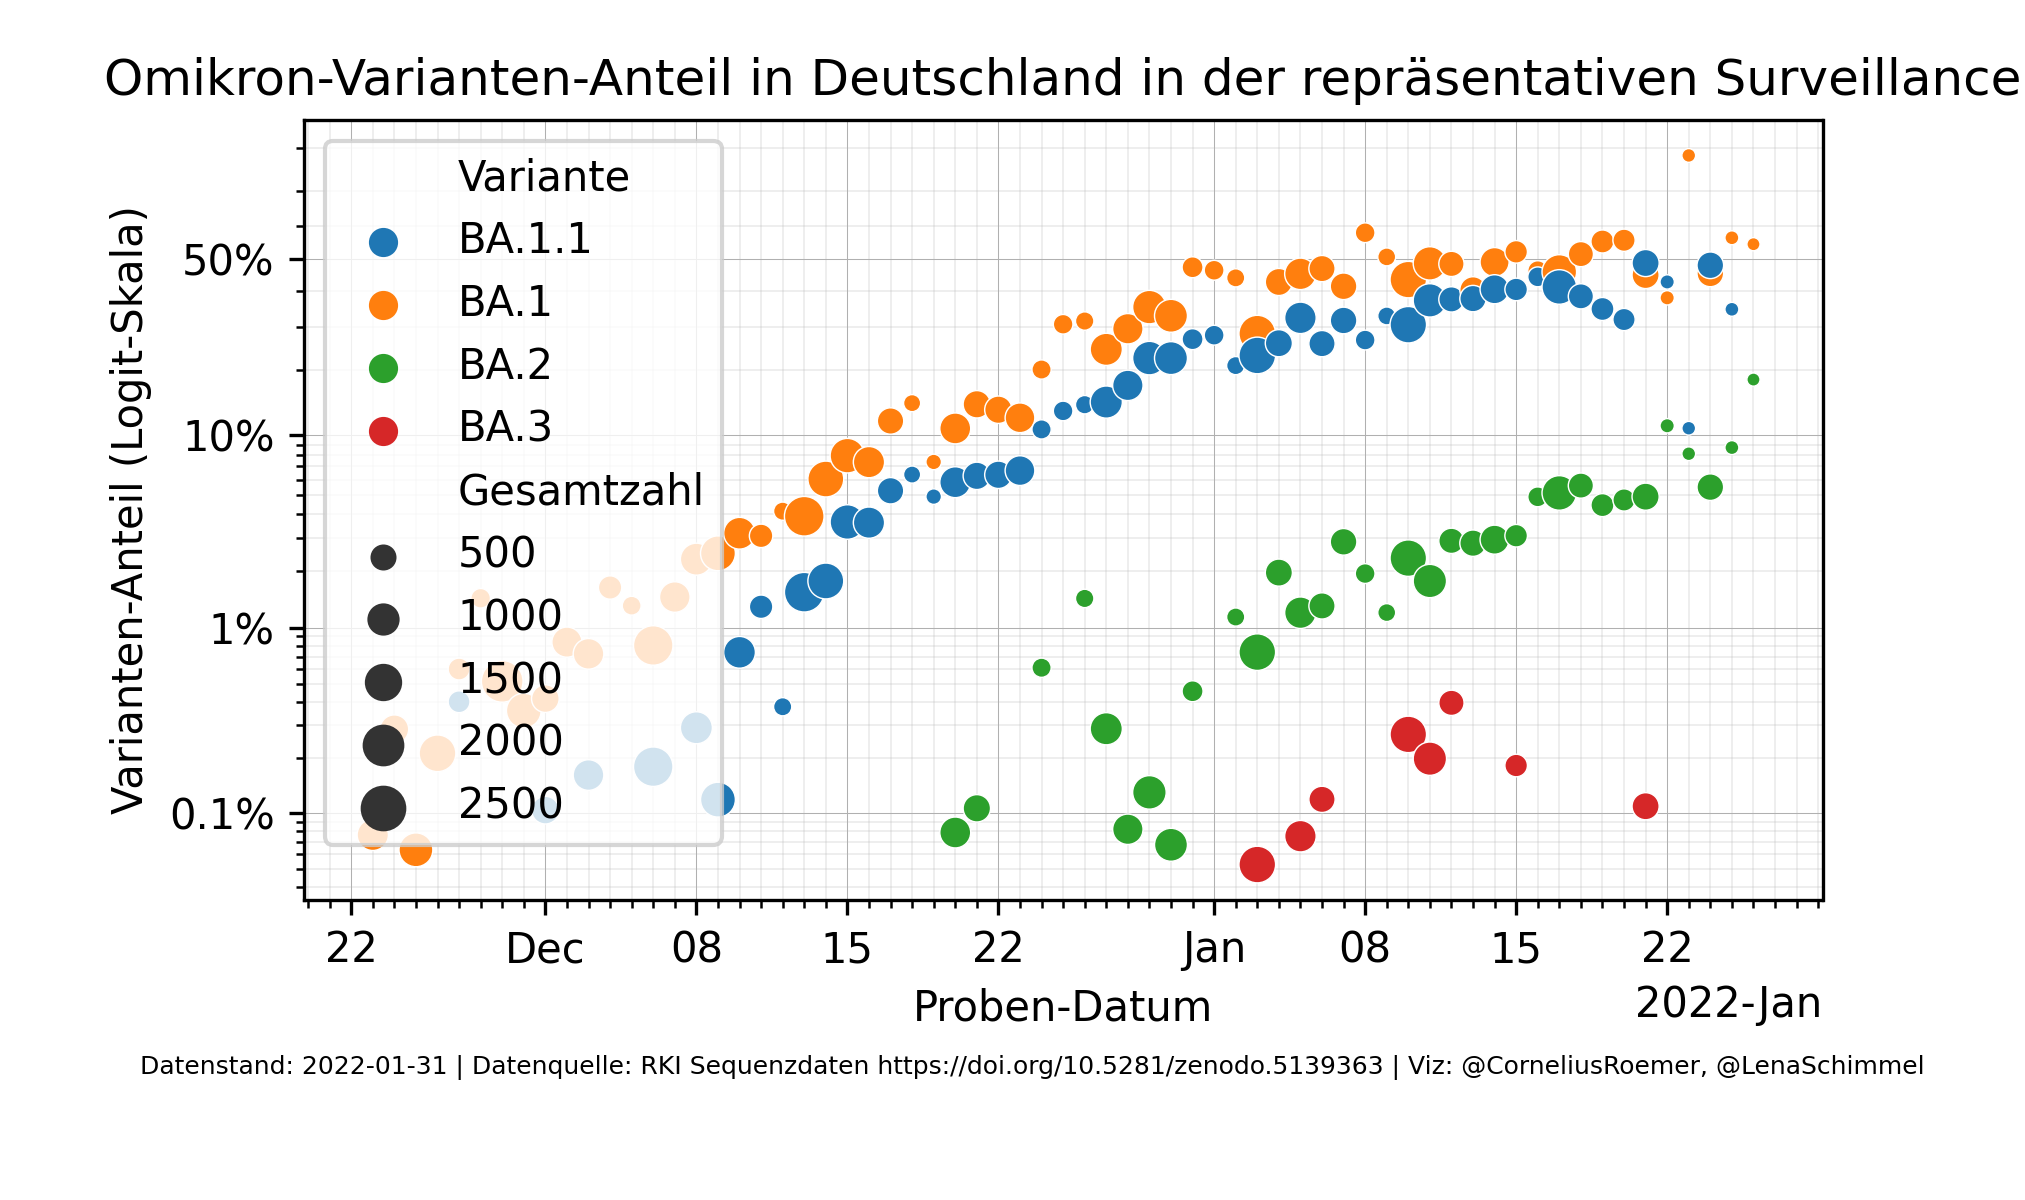 Omikron-Varianten-Anteil in Deutschland in der repräsentativen Surveillance
Varianten-Anteil (Logit-Skala)
50%
10%
1%
0.1%
Variante
BA.1.1
BA.1
BA.2
BA.3
Gesamtzahl
500
1000
1500
2000
2500
22 Dec 08 15 22 Jan 08 15 22
Proben-Datum
2022-Jan
Datenstand: 2022-01-31 | Datenquelle: RKI Sequenzdaten https://doi.org/10.5281/zenodo.5139363 | Viz: @CorneliusRoemer, @LenaSchimmel